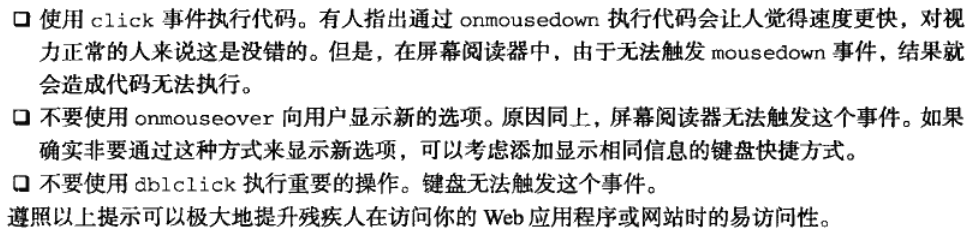 ❑ 使用 click 事件执行代码。有人指出通过 onmousedown 执行代码会让人觉得速度更快，对视
力正常的人来说这是没错的。但是，在屏幕阅读器中，由于无法触发 mousedown 事件，结果就
会造成代码无法执行。
❑ 不要使用 onmouseover 向用户显示新的选项。原因同上，屏幕阅读器无法触发这个事件。如果
确实非要通过这种方式来显示新选项，可以考虑添加显示相同信息的键盘快捷方式。
❑ 不要使用 dblclick 执行重要的操作。键盘无法触发这个事件。
遵照以上提示可以极大地提升残疾人在访问你的 Web 应用程序或网站时的易访问性。